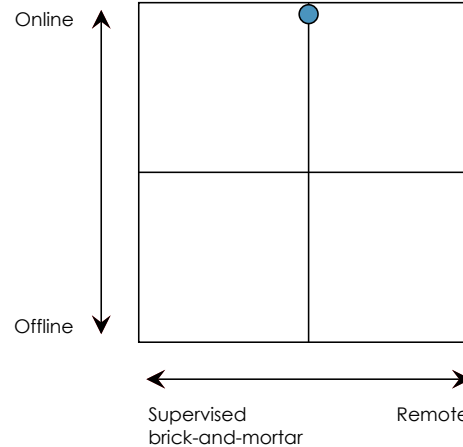 Online
Offline
Supervised
brick-and-mortar
Remote